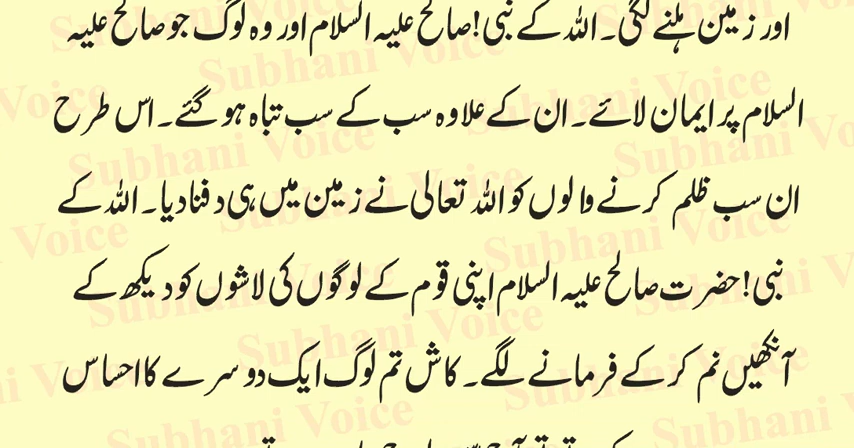 اور زمین ہلنے لگی۔ اللہ کے نبی! صالح علیہ السلام اور وہ لوگ جو صالح علیہ
السلام پر ایمان لائے۔ ان کے علاوہ سب کے سب تباہ ہو گئے۔ اس طرح
ان سب ظلم کرنے والوں کو اللہ تعالی نے زمین میں ہی دفنا دیا۔ اللہ کے
نبی! حضرت صالح علیہ السلام اپنی قوم کے لوگوں کی لاشوں کو دیکھ کے
آنکھیں نم کر کے فرمانے لگے۔ کاش تم لوگ ایک دوسرے کا احساس
Subhani Voice